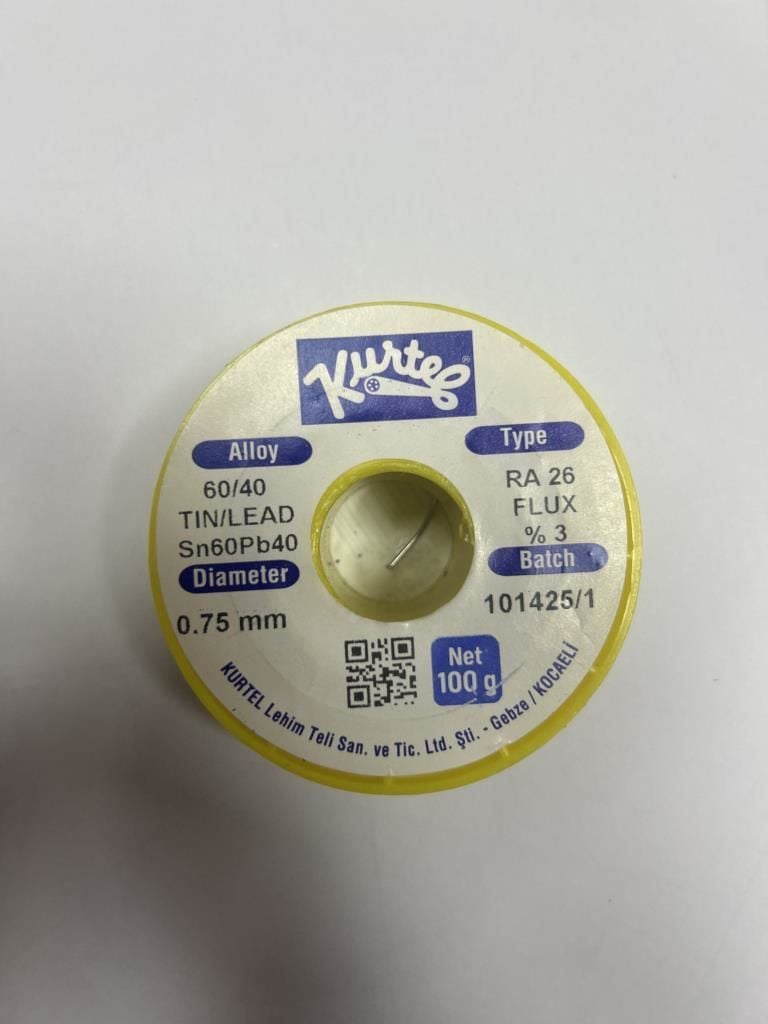 Kurtel®
Alloy
60/40
TIN/LEAD
Sn60Pb40
Diameter
0.75 mm
Type
RA 26
FLUX
% 3
Batch
101425/1
Net
100 g
KURTEL Lehim Teli San. ve Tic. Ltd. Şti. - Gebze / KOCAELİ